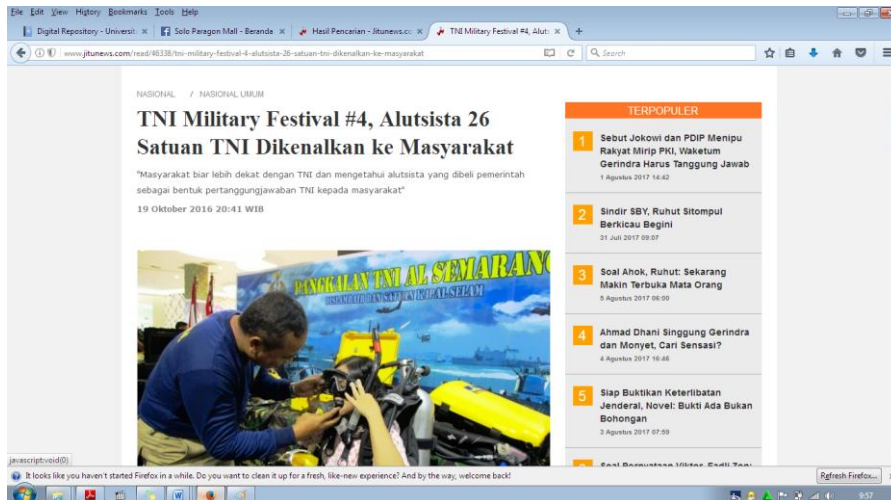 File Edit View History Bookmarks Tools Help
Digital Repository - Universit
Solo Paragon Mall - Beranda
Hasil Pencarian - Jitunews.cc
TNI Military Festival #4, Alut:
www.jitunews.com/read/46338/tni-military-festival-4-alutsista-26-satuan-tni-dikenalkan-ke-masyarakat
Search
NASIONAL / NASIONAL UMUM
TNI Military Festival #4, Alutsista 26
Satuan TNI Dikenalkan ke Masyarakat
"Masyarakat biar lebih dekat dengan TNI dan mengetahui alutsista yang dibeli pemerintah
sebagai bentuk pertanggungjawaban TNI kepada masyarakat"
19 Oktober 2016 20:41 WIB
PANGKALAN TNI AL SEMARANG
TERPOPULER
1
Sebut Jokowi dan PDIP Menipu
Rakyat Mirip PKI, Waketum
Gerindra Harus Tanggung Jawab
1 Agustus 2017 14:42
2
Sindir SBY, Ruhut Sitompul
Berkicau Begini
31 Juli 2017 09:07
3
Soal Ahok, Ruhut: Sekarang
Makin Terbuka Mata Orang
5 Agustus 2017 06:00
4
Ahmad Dhani Singgung Gerindra
dan Monyet, Cari Sensasi?
4 Agustus 2017 16:46
5
Siap Buktikan Keterlibatan
Jenderal, Novel: Bukti Ada Bukan
Bohongan
3 Agustus 2017 07:59
javascript:void(0)
It looks like you haven't started Firefox in a while. Do you want to clean it up for a fresh, like-new experience? And by the way, welcome back!
Refresh Firefox...
9:57